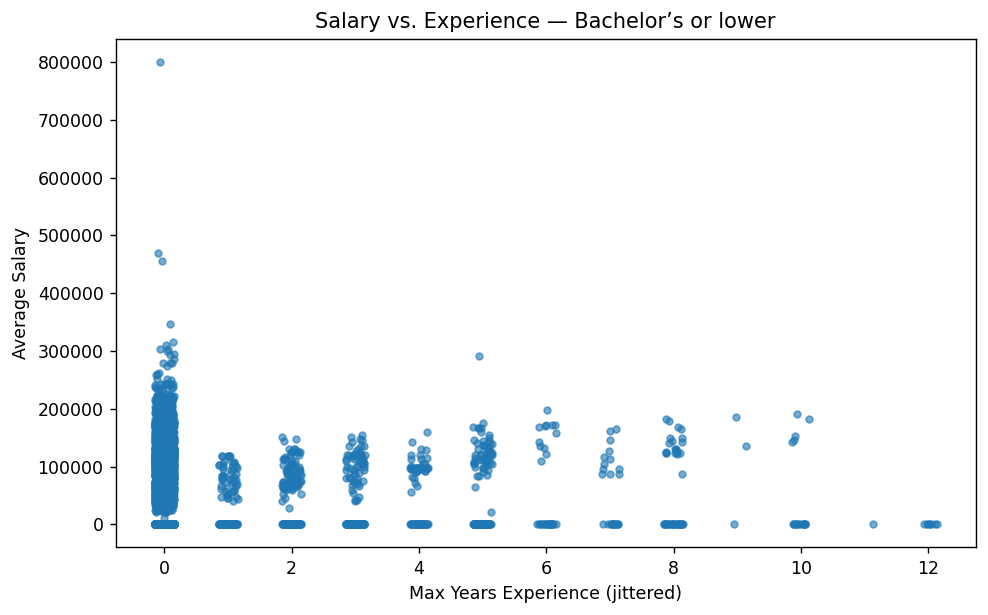 Salary vs. Experience — Bachelor’s or lower
800000
700000
600000
500000
400000
300000
200000
100000
0
Average Salary
0 2 4 6 8 10 12
Max Years Experience (jittered)